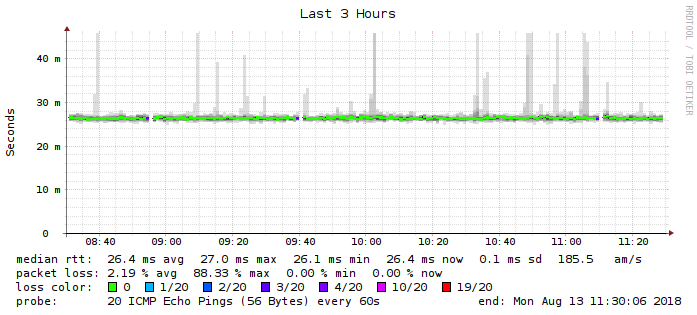 Last 3 Hours
RRDTOOL / TOBI OETIKER
Seconds
40 m
30 m
20 m
10 m
0
08:40 09:00 09:20 09:40 10:00 10:20 10:40 11:00 11:20
median rtt: 26.4 ms avg 27.0 ms max 26.1 ms min 26.4 ms now 0.1 ms sd 185.5 am/s
packet loss: 2.19 % avg 88.33 % max 0.00 % min 0.00 % now
loss color: 0 1/20 2/20 3/20 4/20 10/20 19/20
probe: 20 ICMP Echo Pings (56 Bytes) every 60s end: Mon Aug 13 11:30:06 2018